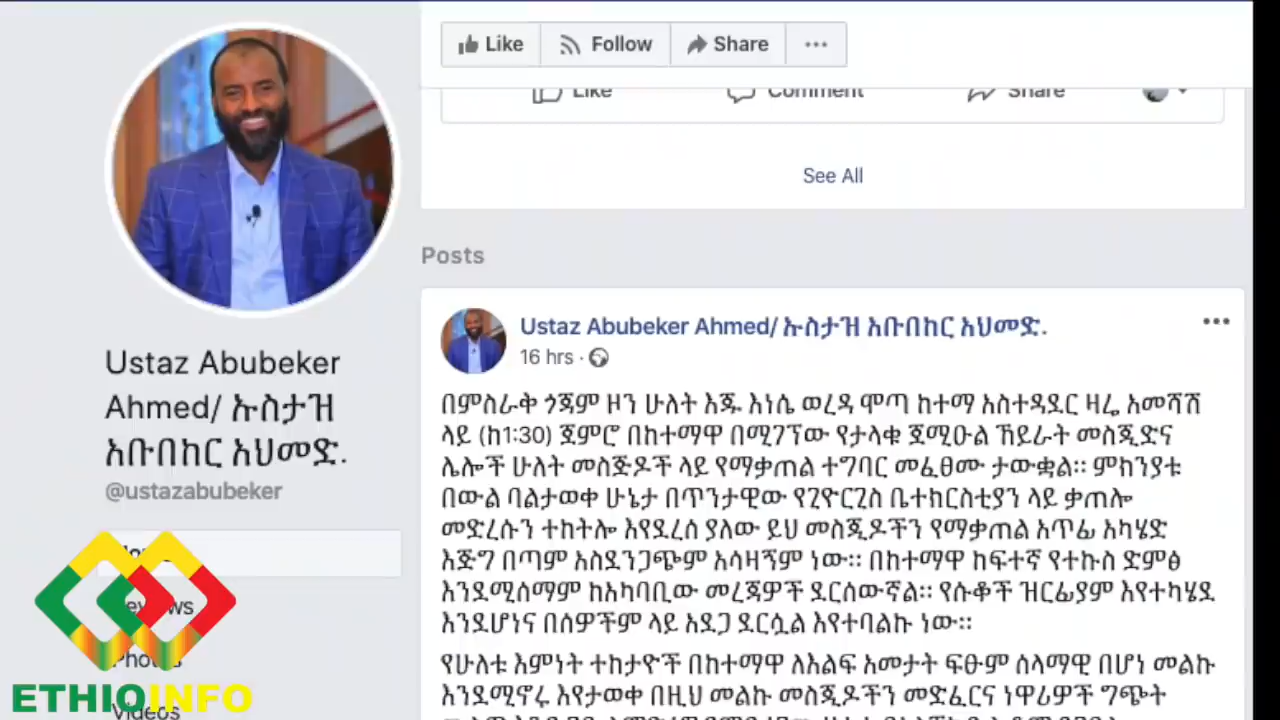 Like
Follow
Share
Like
Comment
Share
See All
Posts
Ustaz Abubeker Ahmed/ ኡስታዝ አቡበከር አህመድ.
16 hrs
በምስራቅ ጎጃም ዞን ሁለት እጁ እነሴ ወረዳ ሞጣ ከተማ አስተዳደር ዛሬ አመሻሽ
ላይ (ከ1:30) ጀምሮ በከተማዋ በሚገኘው የታላቁ ጀሚዑል ኸይራት መስጂድና
ሌሎች ሁለት መስጅዶች ላይ የማቃጠል ተግባር መፈፀሙ ታውቋል። ምክንያቱ
በውል ባልታወቀ ሁኔታ በጥንታዊው የጊዮርጊስ ቤተክርስቲያን ላይ ቃጠሎ
መድረሱን ተከትሎ እየደረሰ ያለው ይህ መስጂዶችን የማቃጠል አጥፊ አካሄድ
እጅግ በጣም አስደንጋጭም አሳዛኝም ነው። በከተማዋ ከፍተኛ የተኩስ ድምፅ
እንደሚሰማም ከአካባቢው መረጃዎች ደርሰውኛል። የሱቆች ዝርፊያም እየተካሄደ
እንደሆነና በሰዎችም ላይ አደጋ ደርሷል እየተባልኩ ነው።
የሁለቱ እምነት ተከታዮች በከተማዋ ለእልፍ አመታት ፍፁም ሰላማዊ በሆነ መልኩ
እንደሚኖሩ እየታወቀ በዚህ መልኩ መስጂዶችን መድፈርና ነዋሪዎች ግጭት
Ustaz Abubeker
Ahmed/ ኡስታዝ
አቡበከር አህመድ.
@ustazabubeker
Videos
ETHIOINFO